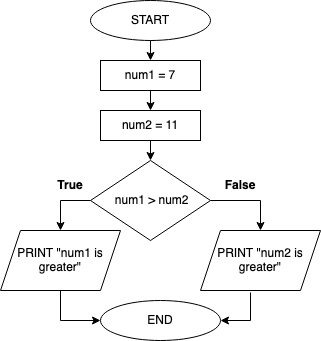 START
num1 = 7
num2 = 11
num1 > num2
True
False
PRINT "num1 is
greater"
PRINT "num2 is
greater"
END